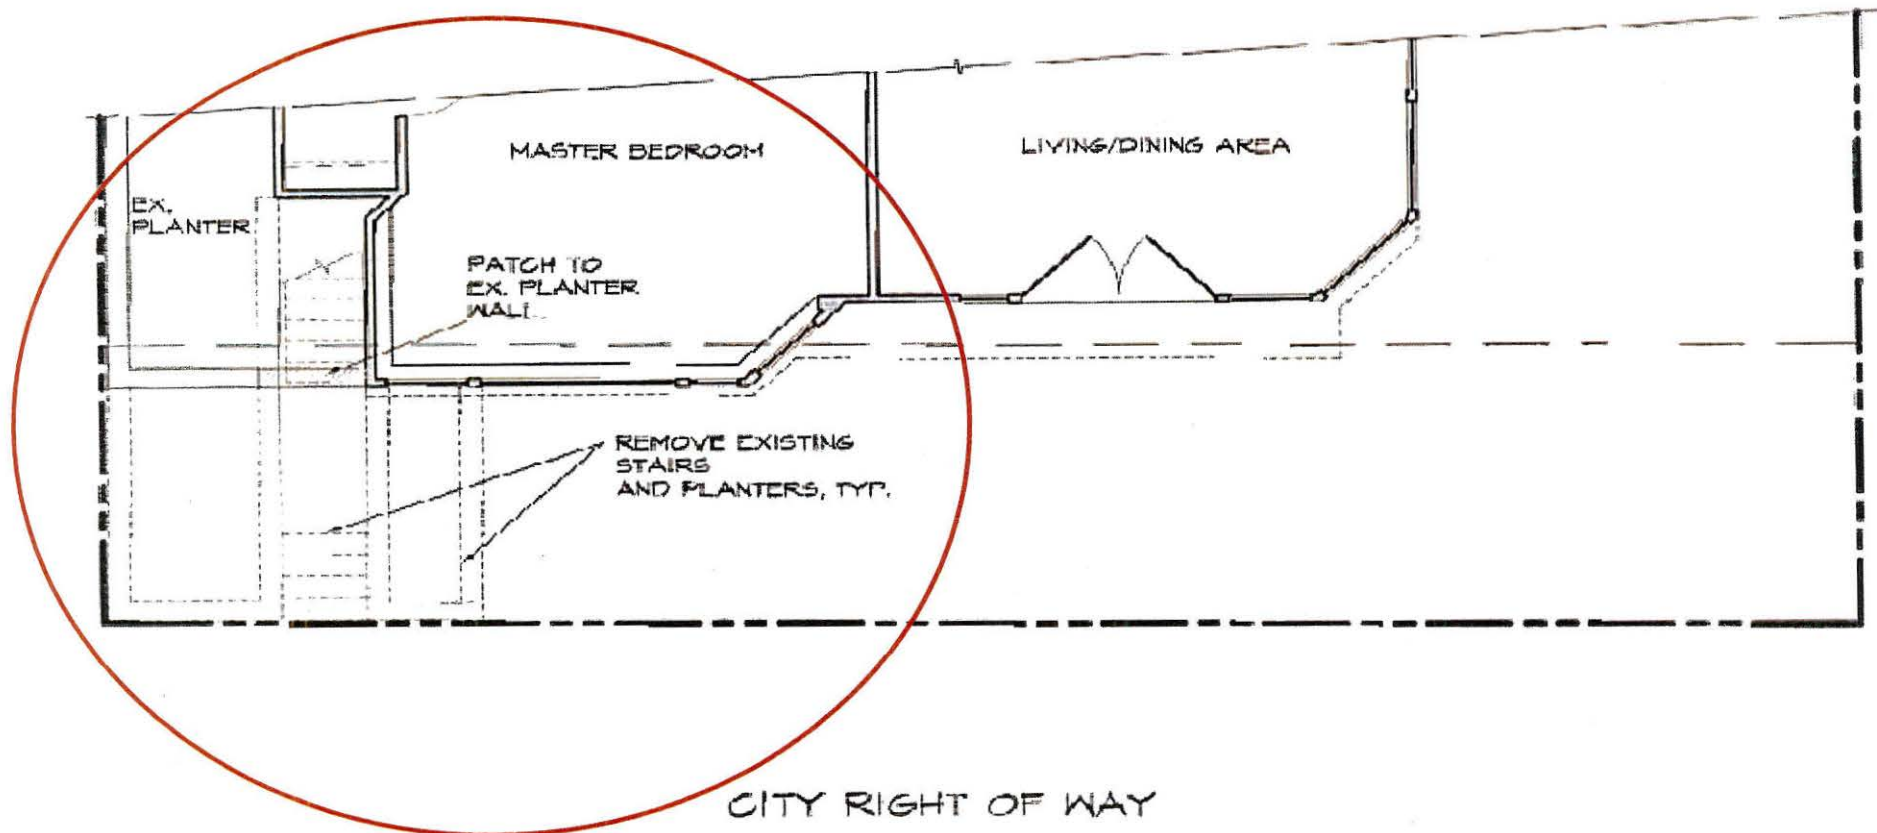 MASTER BEDROOM
LIVING/DINING AREA
EX.
PLANTER
PATCH TO
EX. PLANTER
WALL
REMOVE EXISTING
STAIRS
AND PLANTERS, TYP.
CITY RIGHT OF WAY